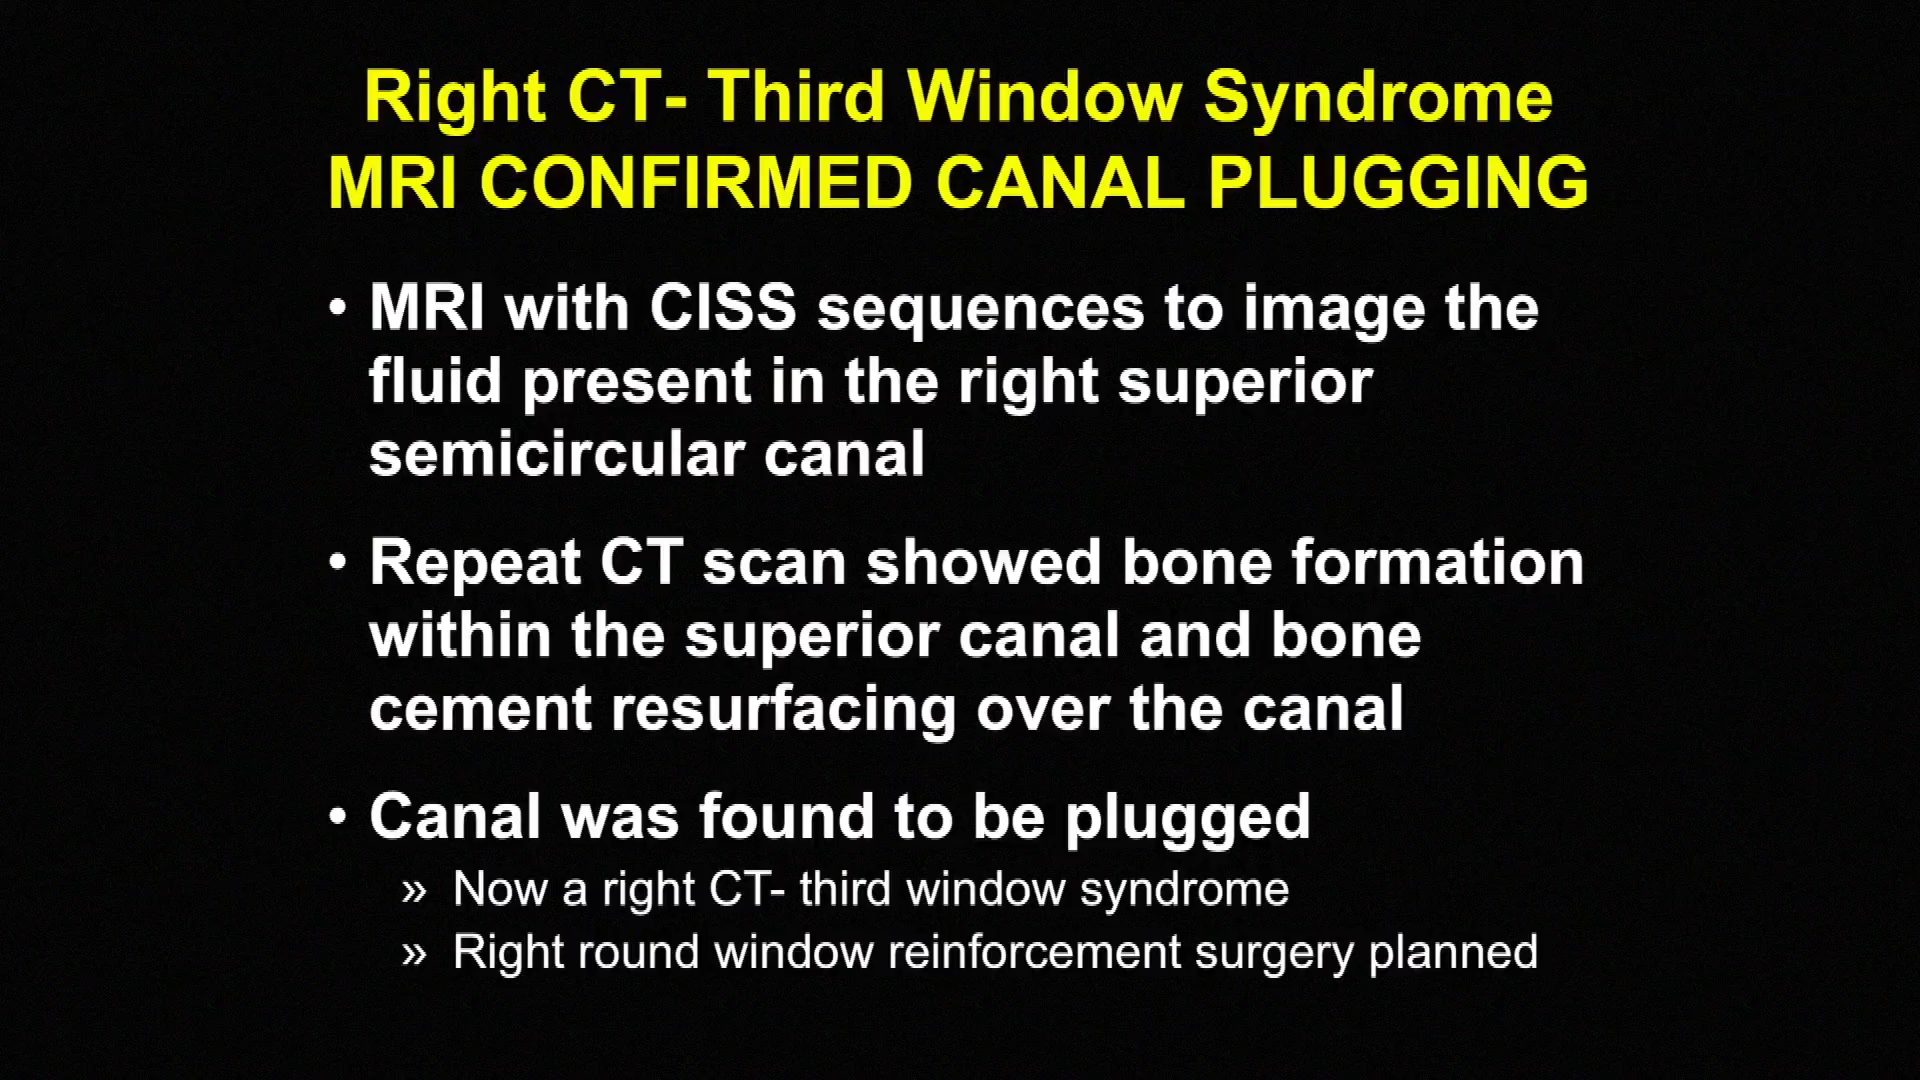 Right CT- Third Window Syndrome
MRI CONFIRMED CANAL PLUGGING
• MRI with CISS sequences to image the
fluid present in the right superior
semicircular canal
• Repeat CT scan showed bone formation
within the superior canal and bone
cement resurfacing over the canal
• Canal was found to be plugged
» Now a right CT- third window syndrome
» Right round window reinforcement surgery planned